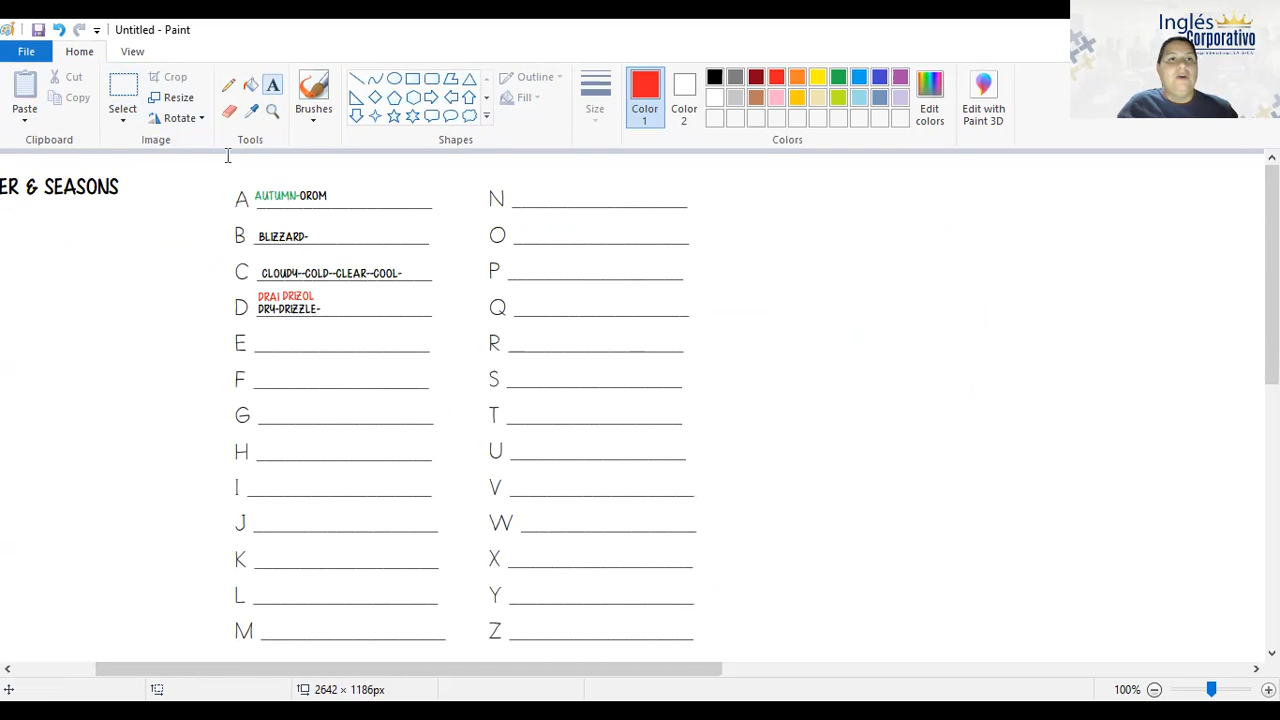 Untitled - Paint
Inglés
Corporativo
File Home View
Paste
Cut
Copy
Clipboard
Select
Crop
Resize
Rotate
Image
A
Tools
Brushes
Outline
Fill
Shapes
Size
Color
1
Color
2
Edit
colors
Colors
Edit with
Paint 3D
ER & SEASONS
A AUTUMN-OROM
B BLIZZARD-
C CLOUDY--COLD--CLEAR--COOL-
DRAI DRIZOL
D DRY-DRIZZLE-
E
F
G
H
I
J
K
L
M
N
O
P
Q
R
S
T
U
V
W
X
Y
Z
2642 × 1186px
100%